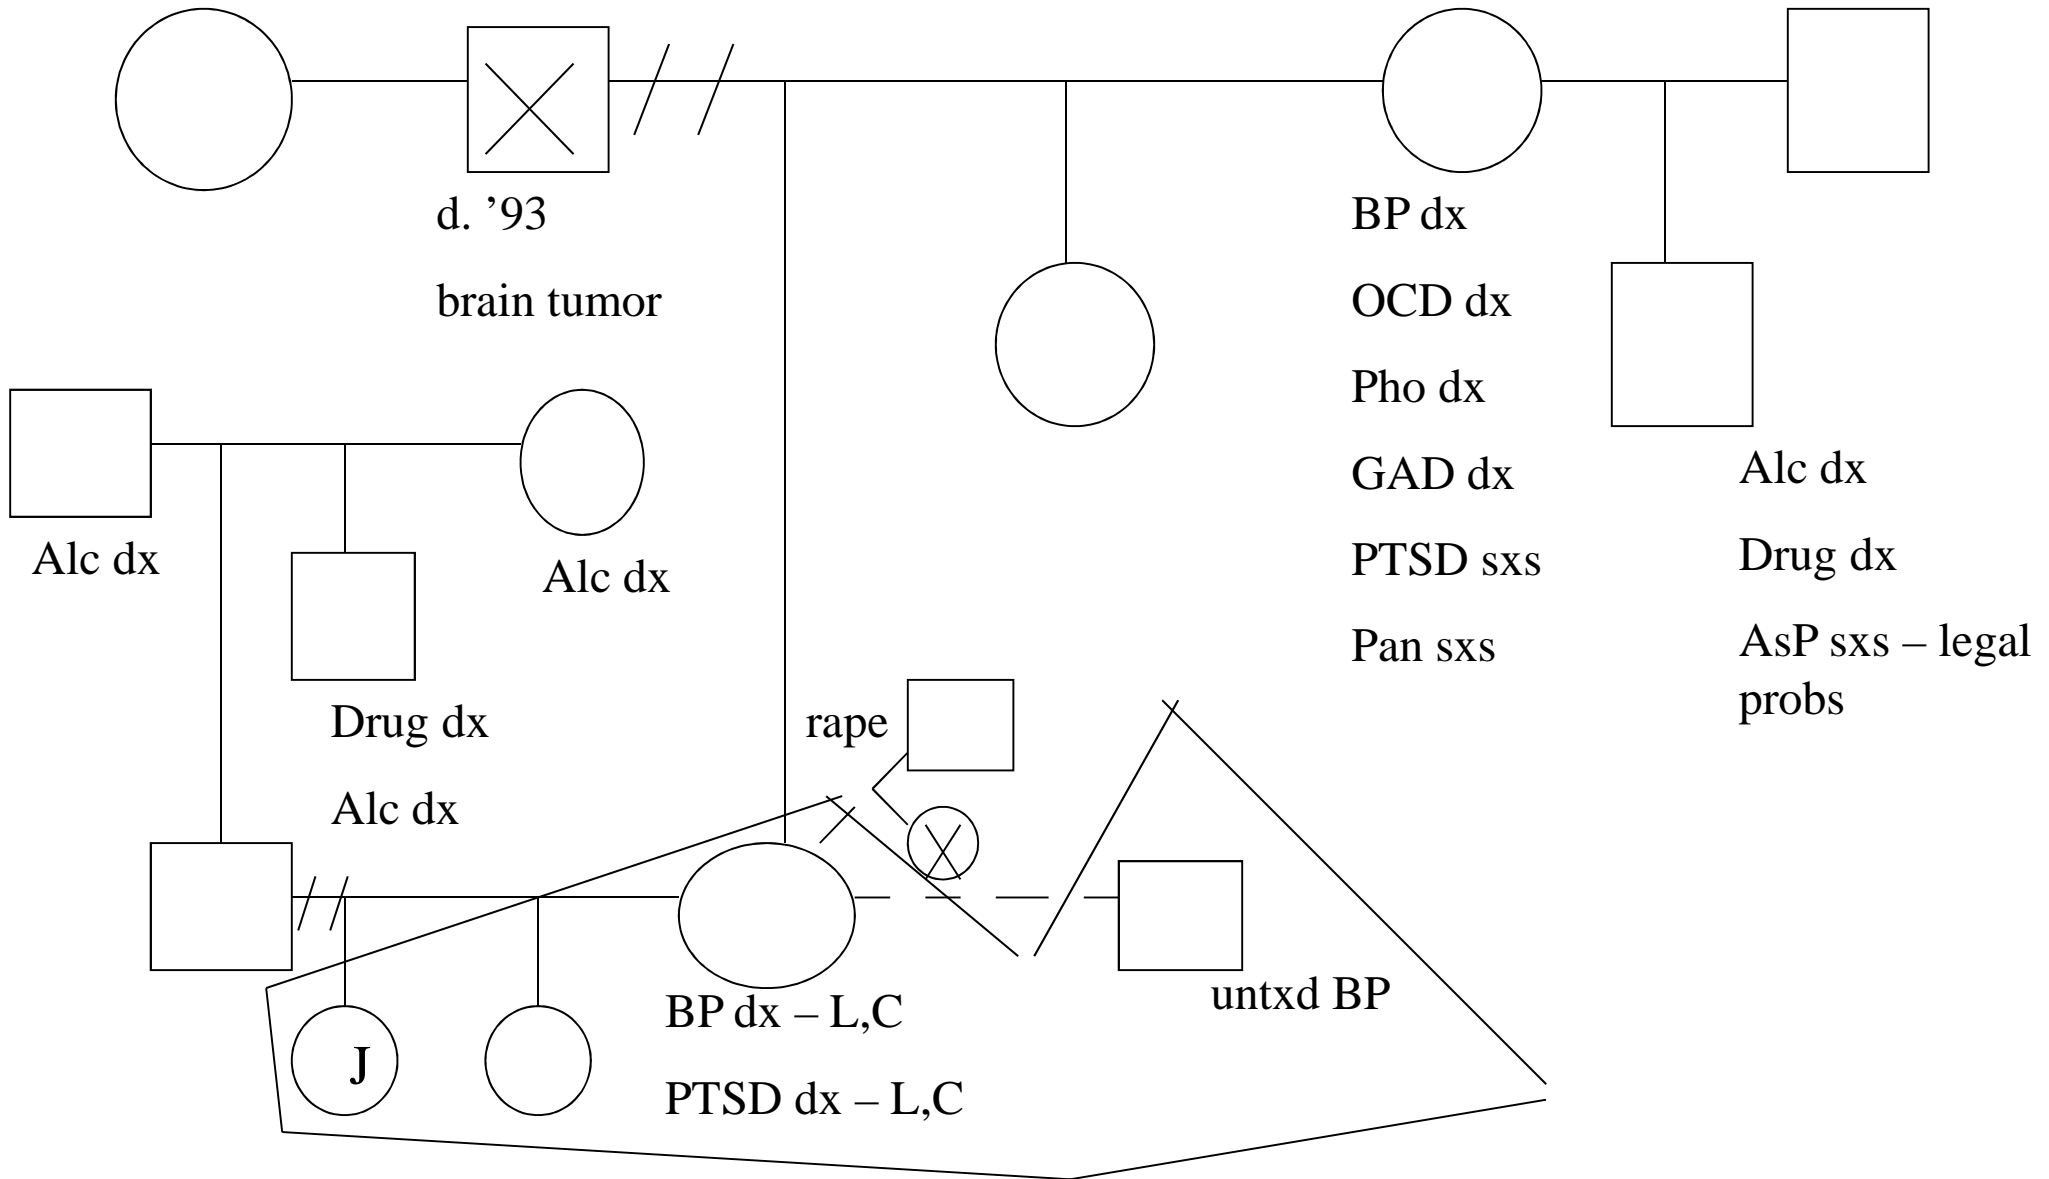 d. ’93
brain tumor
BP dx
OCD dx
Pho dx
GAD dx
PTSD sxs
Pan sxs
Alc dx
Drug dx
AsP sxs – legal
probs
Alc dx
Alc dx
Drug dx
Alc dx
rape
untxd BP
J
BP dx – L,C
PTSD dx – L,C